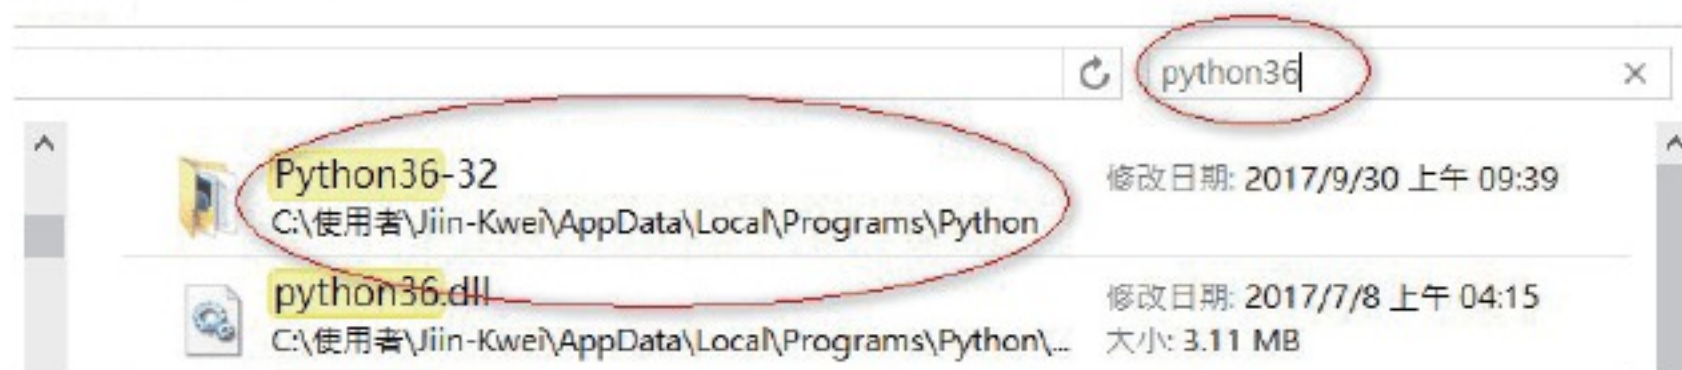 python36
Python36-32
修改日期: 2017/9/30 上午 09:39
C:\使用者\Jiin-Kwei\AppData\Local\Programs\Python
python36.dll
修改日期: 2017/7/8 上午 04:15
C:\使用者\Jiin-Kwei\AppData\Local\Programs\Python\...
大小: 3.11 MB